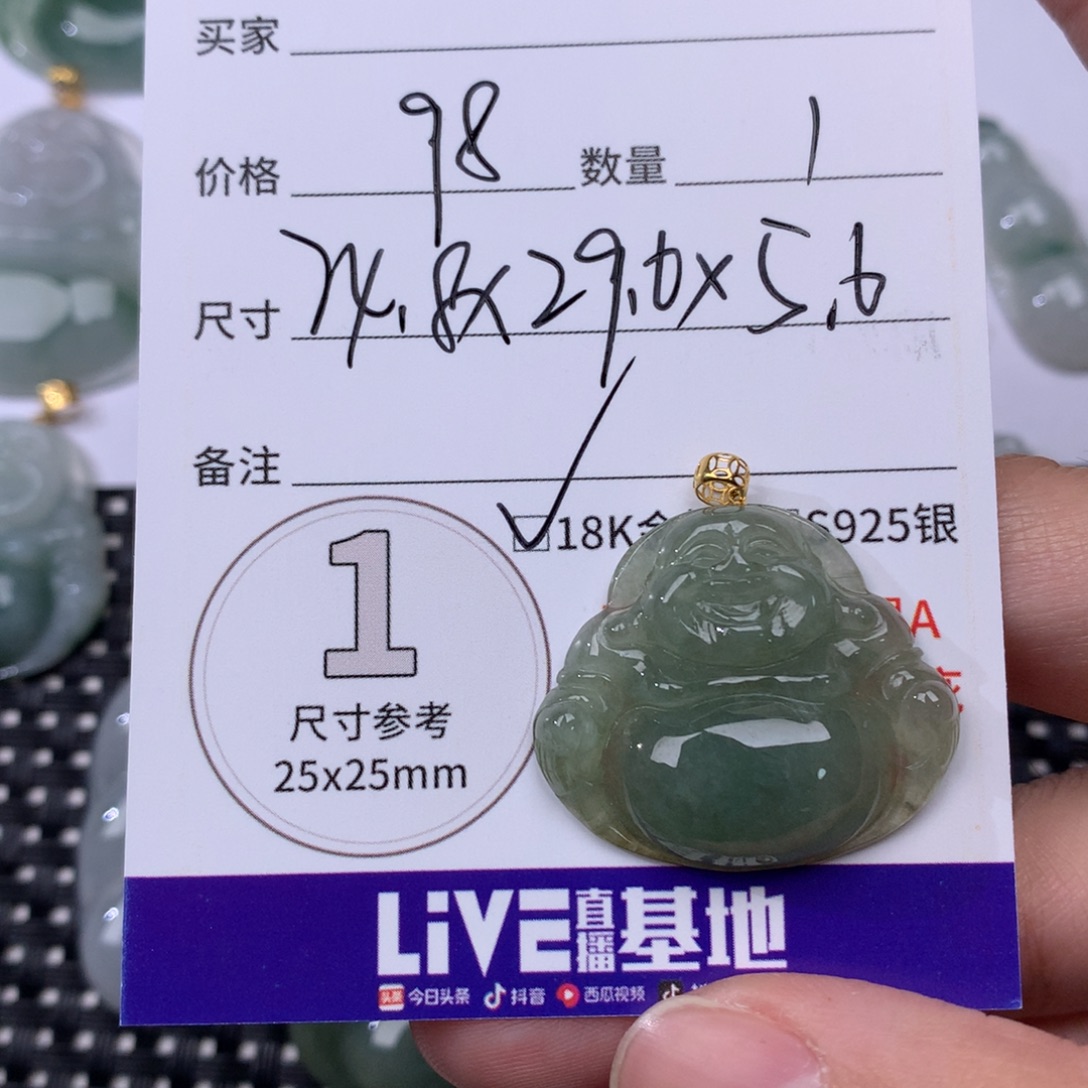 买家
价格 98 数量 1
尺寸 24.8x29.6x5.6
备注
18K S925银
A
1
尺寸参考
25x25mm
LiVE直播基地
今日头条 抖音 西瓜视频